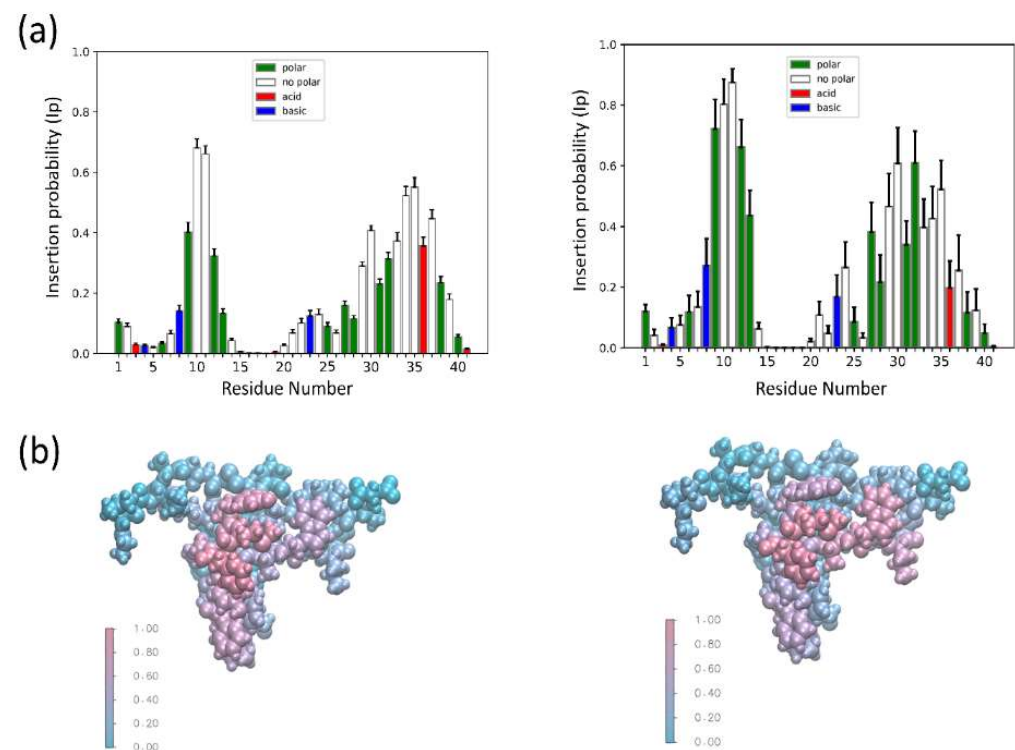 (a)
1.0
0.8
0.6
0.4
0.2
0.0
Insertion probability (Ip)
polar
no polar
acid
basic
1 5 10 15 20 25 30 35 40
Residue Number
1.0
0.8
0.6
0.4
0.2
0.0
Insertion probability (Ip)
polar
no polar
acid
basic
1 5 10 15 20 25 30 35 40
Residue Number
(b)
1.00
0.80
0.60
0.40
0.20
0.00
1.00
0.80
0.60
0.40
0.20
0.00